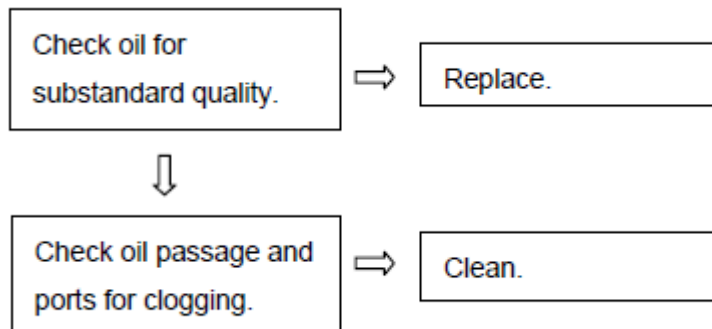 Check oil for
substandard quality.
Replace.
Check oil passage and
ports for clogging.
Clean.